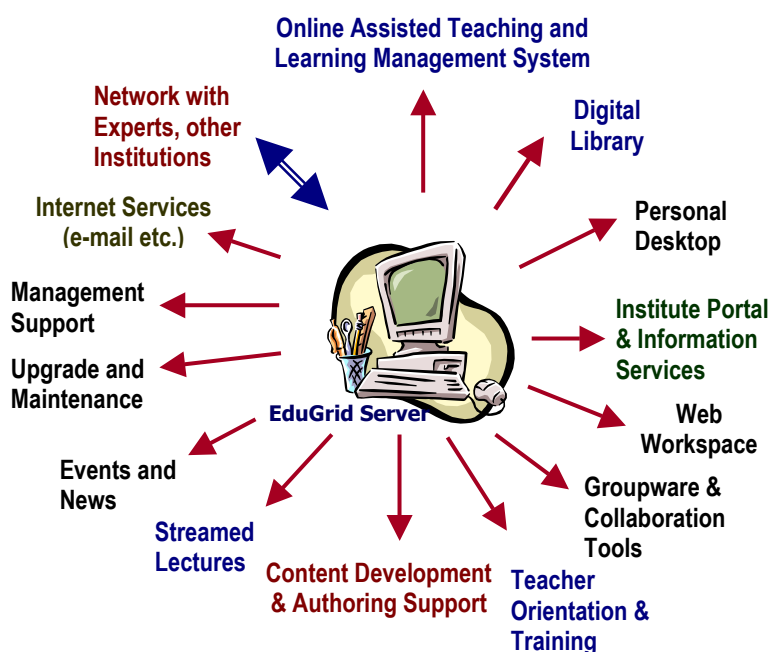 Online Assisted Teaching and
Learning Management System
Network with
Experts, other
Institutions
Digital
Library
Internet Services
(e-mail etc.)
Personal
Desktop
Management
Support
Institute Portal
& Information
Services
Upgrade and
Maintenance
EduGrid Server
Web
Workspace
Events and
News
Groupware &
Collaboration
Tools
Streamed
Lectures
Content Development
& Authoring Support
Teacher
Orientation &
Training